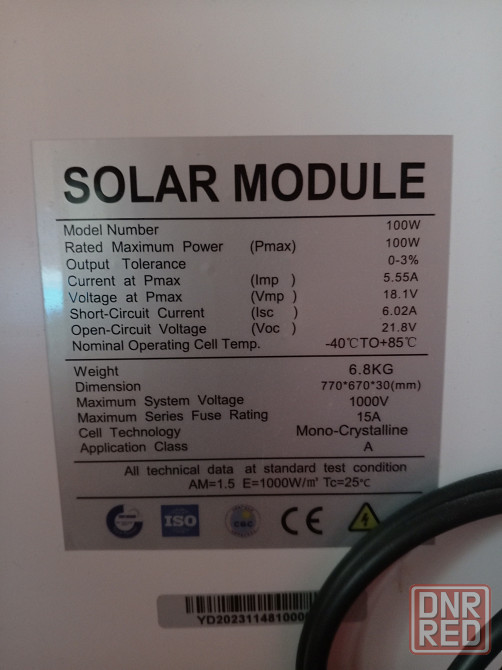 SOLAR MODULE
Model Number 100W
Rated Maximum Power (Pmax) 100W
Output Tolerance 0-3%
Current at Pmax (Imp ) 5.55A
Voltage at Pmax (Vmp ) 18.1V
Short-Circuit Current (Isc ) 6.02A
Open-Circuit Voltage (Voc ) 21.8V
Nominal Operating Cell Temp. -40℃TO+85℃
Weight 6.8KG
Dimension 770*670*30(mm)
Maximum System Voltage 1000V
Maximum Series Fuse Rating 15A
Cell Technology Mono-Crystalline
Application Class A
All technical data at standard test condition
AM=1.5 E=1000W/㎡ Tc=25℃
ISO CE
DNR
RED